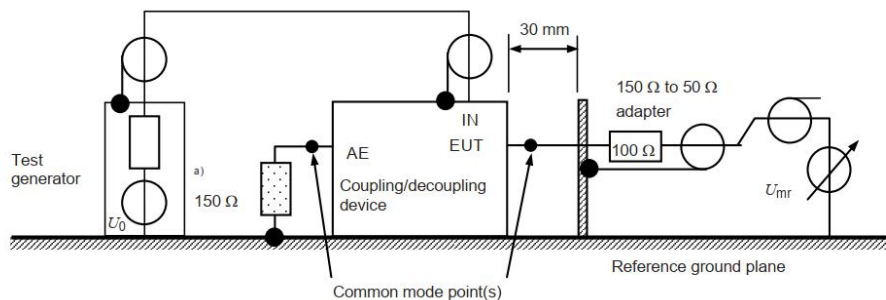 30 mm
150 Ω to 50 Ω
adapter
IN
EUT
100 Ω
Test
generator
a)
150 Ω
AE
Coupling/decoupling
device
U0
Umr
Reference ground plane
Common mode point(s)